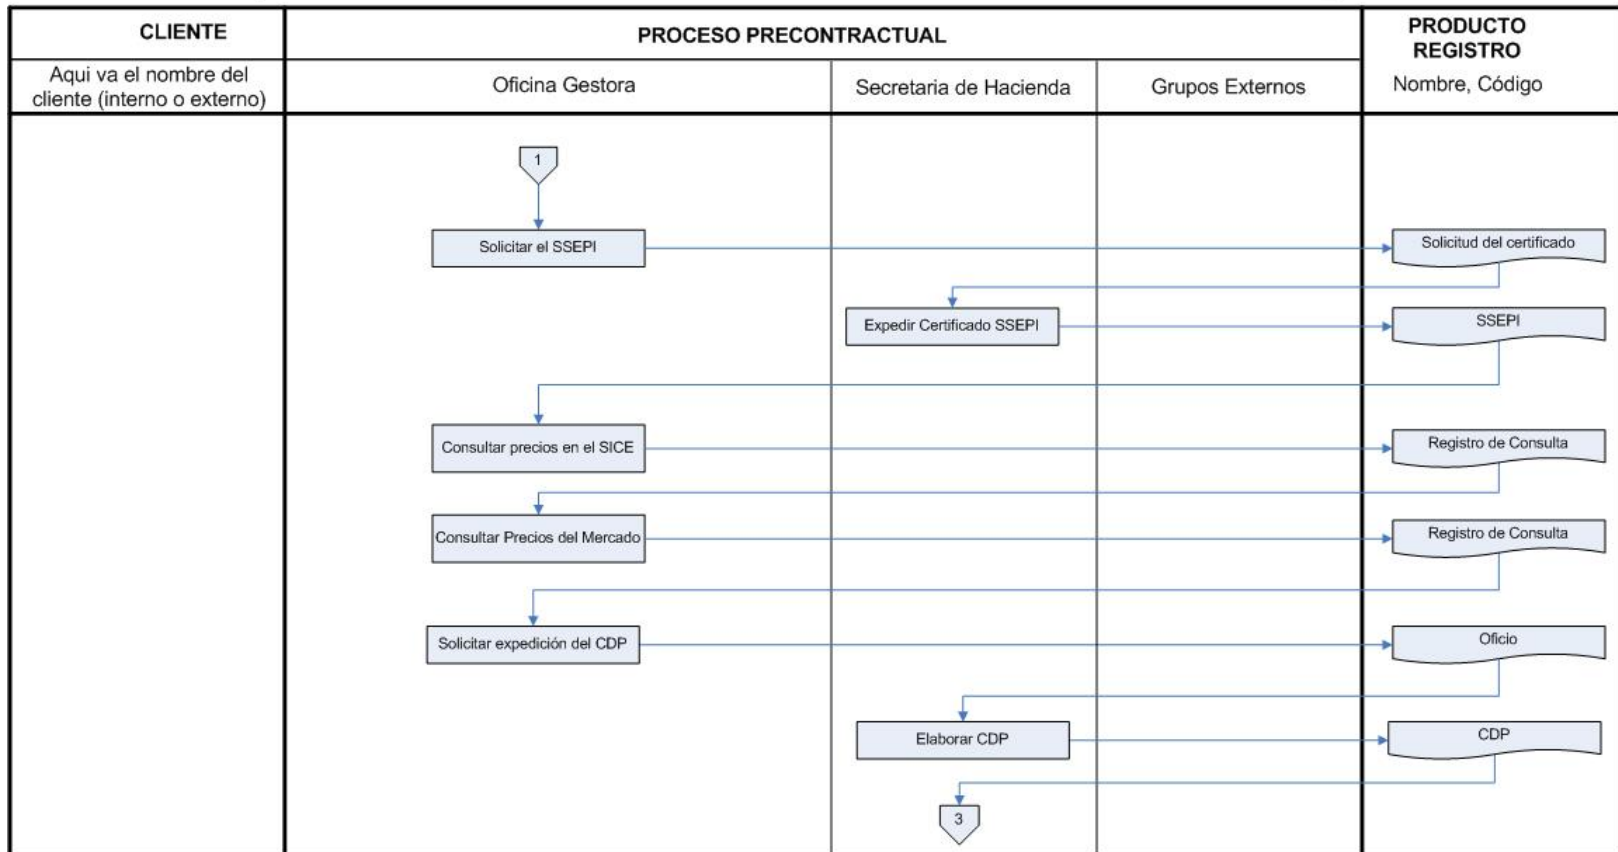 CLIENTE
PROCESO PRECONTRACTUAL
PRODUCTO
REGISTRO
Aqui va el nombre del
cliente (interno o externo)
Oficina Gestora
Secretaria de Hacienda
Grupos Externos
Nombre, Código
1
Solicitar el SSEPI
Solicitud del certificado
Expedir Certificado SSEPI
SSEPI
Consultar precios en el SICE
Registro de Consulta
Consultar Precios del Mercado
Registro de Consulta
Solicitar expedición del CDP
Oficio
Elaborar CDP
CDP
3